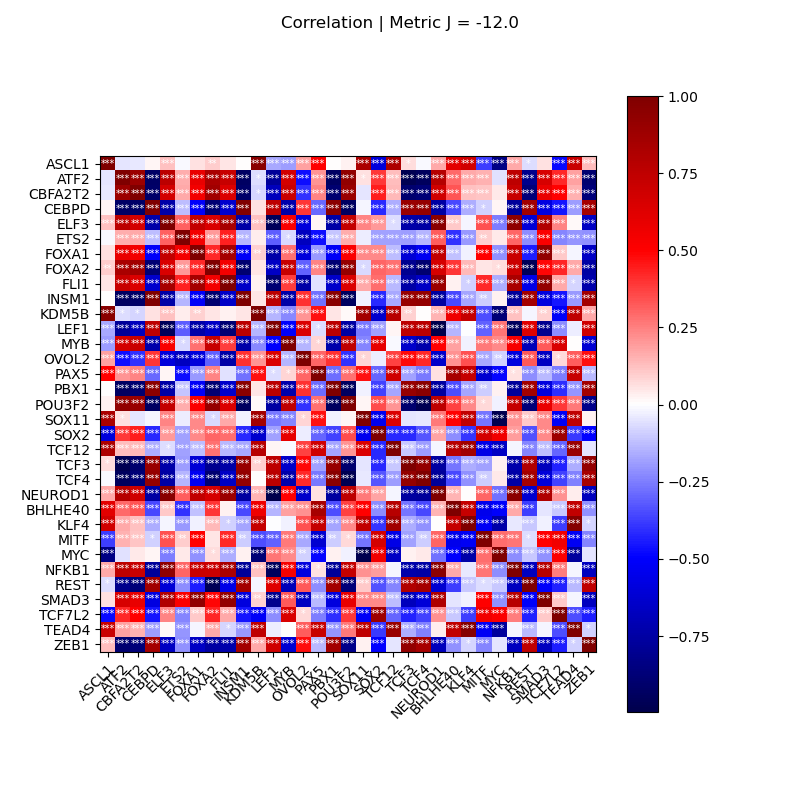 Correlation | Metric J = -12.0
ASCL1
ATF2
CBFA2T2
CEBPD
ELF3
ETS2
FOXA1
FOXA2
FLI1
INSM1
KDM5B
LEF1
MYB
OVOL2
PAX5
PBX1
POU3F2
SOX11
SOX2
TCF12
TCF3
TCF4
NEUROD1
BHLHE40
KLF4
MITF
MYC
NFKB1
REST
SMAD3
TCF7L2
TEAD4
ZEB1
ASCL1
ATF2
CBFA2T2
CEBPD
ELF3
ETS2
FOXA1
FOXA2
FLI1
INSM1
KDM5B
LEF1
MYB
OVOL2
PAX5
PBX1
POU3F2
SOX11
SOX2
TCF12
TCF3
TCF4
NEUROD1
BHLHE40
KLF4
MITF
MYC
NFKB1
REST
SMAD3
TCF7L2
TEAD4
ZEB1
1.00
0.75
0.50
0.25
0.00
−0.25
−0.50
−0.75